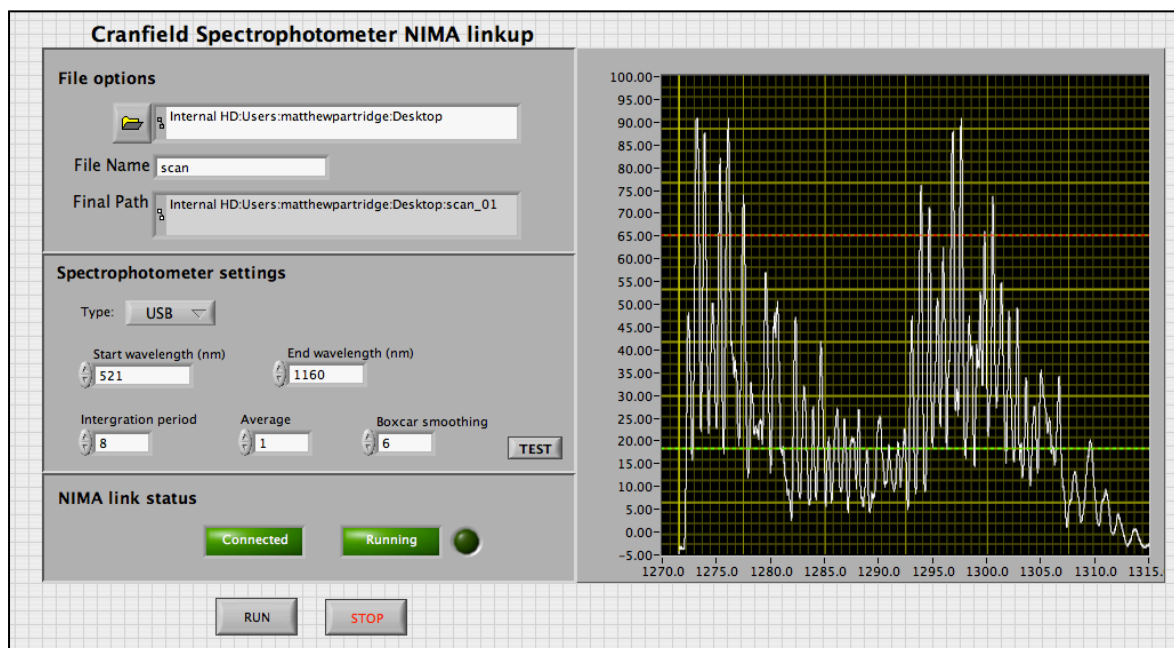 Cranfield Spectrophotometer NIMA linkup
File options
Internal HD:Users:matthewpartridge:Desktop
File Name scan
Final Path Internal HD:Users:matthewpartridge:Desktop:scan_01
Spectrophotometer settings
Type: USB
Start wavelength (nm) End wavelength (nm)
521 1160
Intergration period Average Boxcar smoothing
8 1 6 TEST
NIMA link status
Connected Running
RUN STOP
100.00
95.00
90.00
85.00
80.00
75.00
70.00
65.00
60.00
55.00
50.00
45.00
40.00
35.00
30.00
25.00
20.00
15.00
10.00
5.00
0.00
-5.00
1270.0 1275.0 1280.0 1285.0 1290.0 1295.0 1300.0 1305.0 1310.0 1315.0